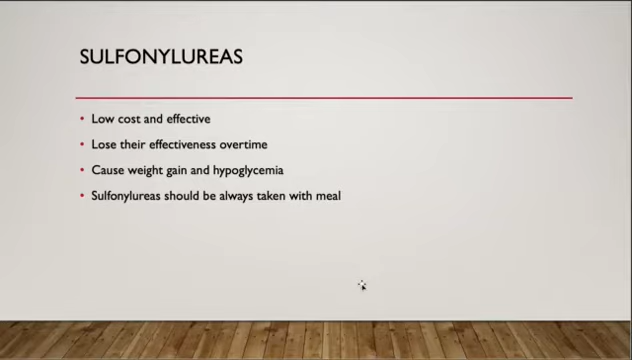 SULFONYLUREAS
• Low cost and effective
• Lose their effectiveness overtime
• Cause weight gain and hypoglycemia
• Sulfonylureas should be always taken with meal